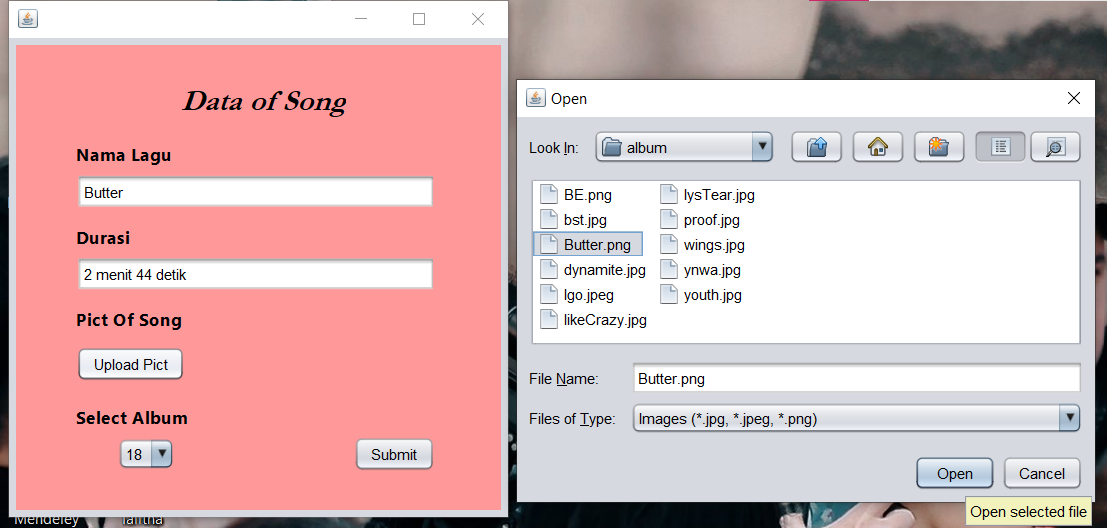 Data of Song
Nama Lagu
Butter
Durasi
2 menit 44 detik
Pict Of Song
Upload Pict
Select Album
18
Submit
Mendeley
Open
Look In:
album
BE.png
bst.jpg
Butter.png
dynamite.jpg
lgo.jpeg
likeCrazy.jpg
lysTear.jpg
proof.jpg
wings.jpg
ynwa.jpg
youth.jpg
File Name:
Butter.png
Files of Type:
Images (*.jpg, *.jpeg, *.png)
Open
Cancel
Open selected file